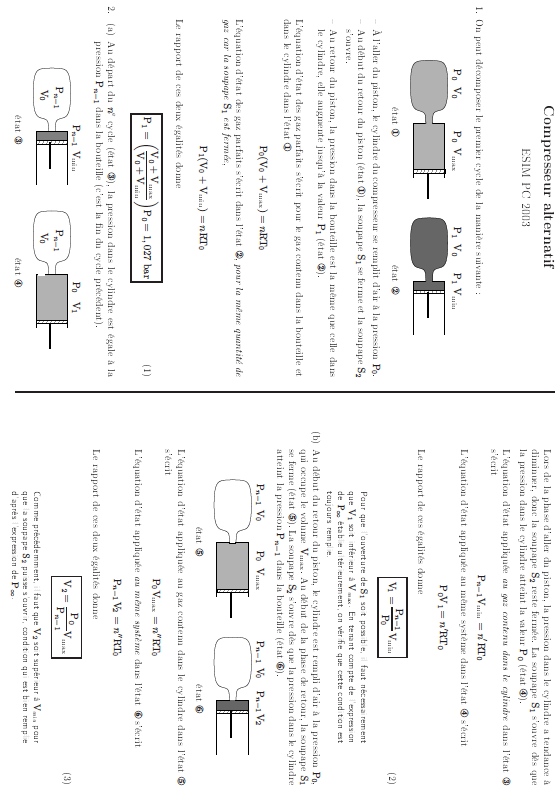 Compresseur alternatif
ESIM PC 2003
1. On peut décomposer le premier cycle de la manière suivante :
P₀ V₀ P₀ V_max
P₁ V₀ P₁ V_min
état ①
état ②
– À l'aller du piston, le cylindre du compresseur se remplit d'air à la pression P₀.
– Au début du retour du piston (état ①), la soupape S₁ se ferme et la soupape S₂
s'ouvre.
– Au retour du piston, la pression dans la bouteille est la même que celle dans
le cylindre, elle augmente jusqu'à la valeur P₁ (état ②).
L'équation d'état des gaz parfaits s'écrit pour le gaz contenu dans la bouteille et
dans le cylindre dans l'état ①
P₀(V₀ + V_max) = nRT₀
L'équation d'état des gaz parfaits s'écrit dans l'état ②, pour la même quantité de
gaz car la soupape S₁ est fermée,
P₁(V₀ + V_min) = nRT₀
Le rapport de ces deux égalités donne
P₁ = (V₀ + V_max / V₀ + V_min) P₀ = 1,027 bar (1)
2. (a) Au départ du nᵉ cycle (état ③), la pression dans le cylindre est égale à la
pression Pₙ₋₁ dans la bouteille (c'est la fin du cycle précédent).
Pₙ₋₁ V₀ Pₙ₋₁ V_min
Pₙ₋₁ V₀ P₀ V₁
état ③
état ④
Lors de la phase d'aller du piston, la pression dans le cylindre a tendance à
diminuer, donc la soupape S₂ reste fermée. La soupape S₁ s'ouvre dès que
la pression dans le cylindre atteint la valeur P₀ (état ④).
L'équation d'état appliquée au gaz contenu dans le cylindre dans l'état ③
s'écrit
Pₙ₋₁V_min = n'RT₀
L'équation d'état appliquée au même système dans l'état ④ s'écrit
P₀V₁ = n'RT₀
Le rapport de ces deux égalités donne
V₁ = Pₙ₋₁/P₀ V_min (2)
Pour que l'ouverture de S₁ soit possible, il faut nécessairement
que V₁ soit inférieur à V_max. En tenant compte de l'expression
de P∞ établie ultérieurement, on vérifie que cette condition est
toujours remplie.
(b) Au début du retour du piston, le cylindre est rempli d'air à la pression P₀,
qui occupe le volume V_max. Au début de la phase de retour, la soupape S₁
se ferme (état ⑤). La soupape S₂ s'ouvre dès que la pression dans le cylindre
atteint la pression Pₙ₋₁ dans la bouteille (état ⑥).
Pₙ₋₁ V₀ P₀ V_max
Pₙ₋₁ V₀ Pₙ₋₁ V₂
état ⑤
état ⑥
L'équation d'état appliquée au gaz contenu dans le cylindre dans l'état ⑤
s'écrit
P₀V_max = n''RT₀
L'équation d'état appliquée au même système dans l'état ⑥ s'écrit
Pₙ₋₁V₂ = n''RT₀
Le rapport de ces deux égalités donne
V₂ = P₀/Pₙ₋₁ V_max (3)
Comme précédemment, il faut que V₂ soit supérieur à V_min pour
que la soupape S₂ puisse s'ouvrir, condition qui est bien remplie
d'après l'expression de P∞.